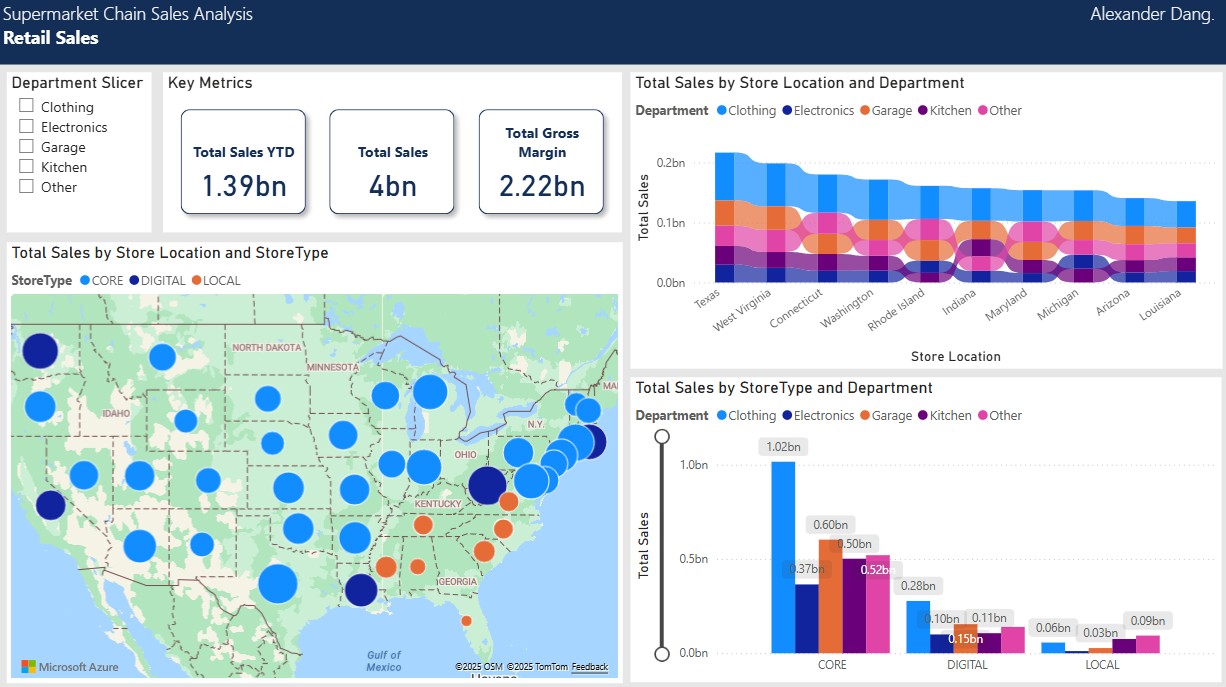 Supermarket Chain Sales Analysis
Alexander Dang.
Retail Sales
Department Slicer
Clothing
Electronics
Garage
Kitchen
Other
Key Metrics
Total Sales YTD
1.39bn
Total Sales
4bn
Total Gross
Margin
2.22bn
Total Sales by Store Location and StoreType
StoreType CORE DIGITAL LOCAL
NORTH DAKOTA
MINNESOTA
MAI
IDAHO
N.Y.
OHIO
KENTUCKY
GEORGIA
Gulf of
Mexico
Microsoft Azure
©2025 OSM ©2025 TomTom Feedback
Total Sales by Store Location and Department
Department Clothing Electronics Garage Kitchen Other
0.2bn
0.1bn
0.0bn
Total Sales
Texas
West Virginia
Connecticut
Washington
Rhode Island
Indiana
Maryland
Michigan
Arizona
Louisiana
Store Location
Total Sales by StoreType and Department
Department Clothing Electronics Garage Kitchen Other
1.0bn
0.5bn
0.0bn
Total Sales
1.02bn
0.37bn
0.60bn
0.50bn
0.52bn
0.28bn
0.10bn
0.15bn
0.11bn
0.06bn
0.03bn
0.09bn
CORE
DIGITAL
LOCAL